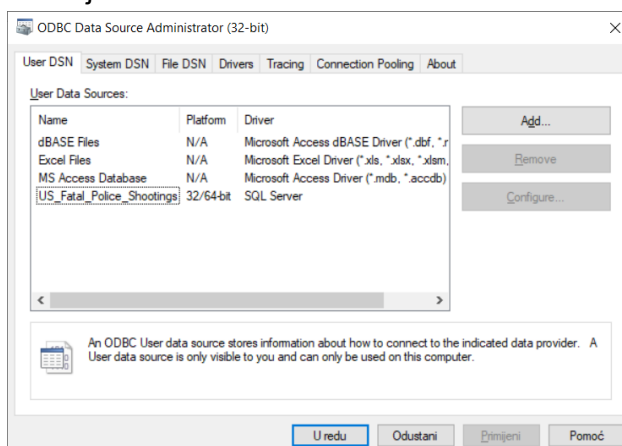 ODBC Data Source Administrator (32-bit)
User DSN System DSN File DSN Drivers Tracing Connection Pooling About
User Data Sources:
Name Platform Driver
dBASE Files N/A Microsoft Access dBASE Driver (*.dbf, *.r
Excel Files N/A Microsoft Excel Driver (*.xls, *.xlsx, *.xlsm,
MS Access Database N/A Microsoft Access Driver (*.mdb, *.accdb)
US_Fatal_Police_Shootings 32/64-bit SQL Server
Add...
Remove
Configure...
An ODBC User data source stores information about how to connect to the indicated data provider. A
User data source is only visible to you and can only be used on this computer.
U redu Odustani Primijeni Pomoć